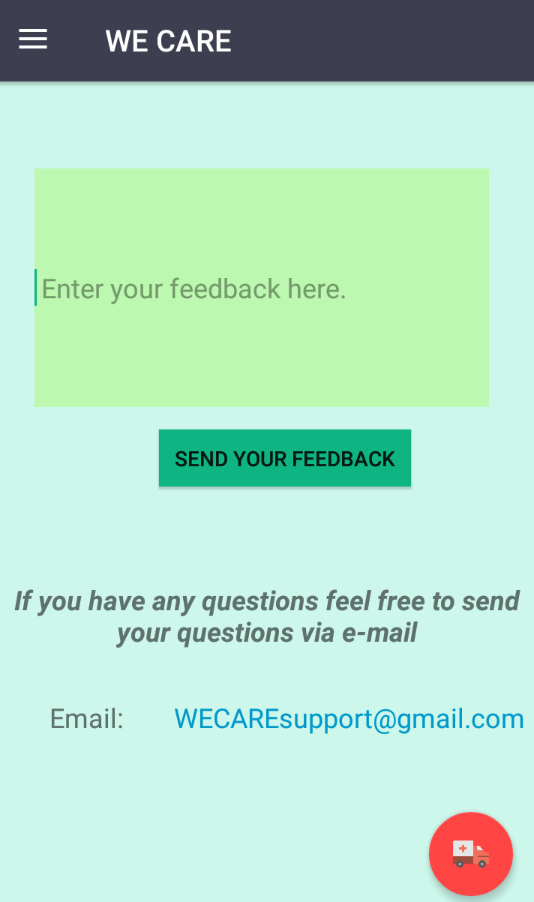 WE CARE
Enter your feedback here.
SEND YOUR FEEDBACK
If you have any questions feel free to send
your questions via e-mail
Email: WECAREsupport@gmail.com